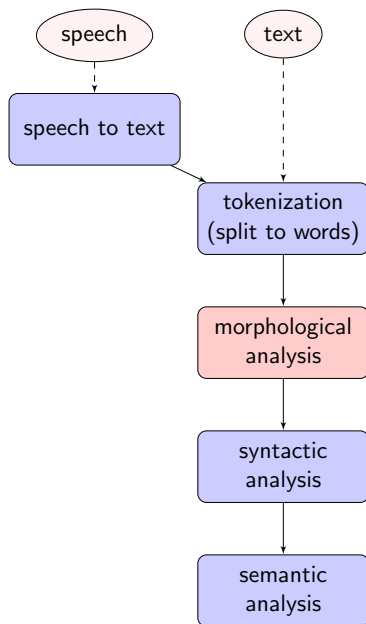 speech
text
speech to text
tokenization
(split to words)
morphological
analysis
syntactic
analysis
semantic
analysis